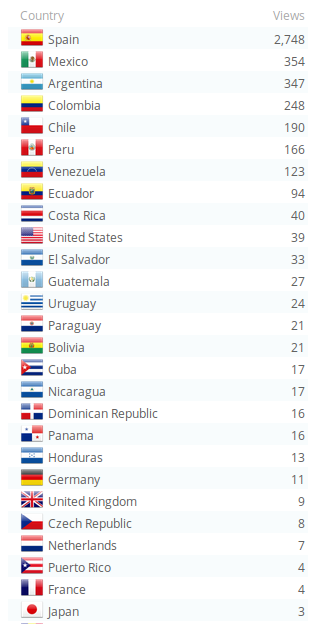 Country Views
Spain 2,748
Mexico 354
Argentina 347
Colombia 248
Chile 190
Peru 166
Venezuela 123
Ecuador 94
Costa Rica 40
United States 39
El Salvador 33
Guatemala 27
Uruguay 24
Paraguay 21
Bolivia 21
Cuba 17
Nicaragua 17
Dominican Republic 16
Panama 16
Honduras 13
Germany 11
United Kingdom 9
Czech Republic 8
Netherlands 7
Puerto Rico 4
France 4
Japan 3